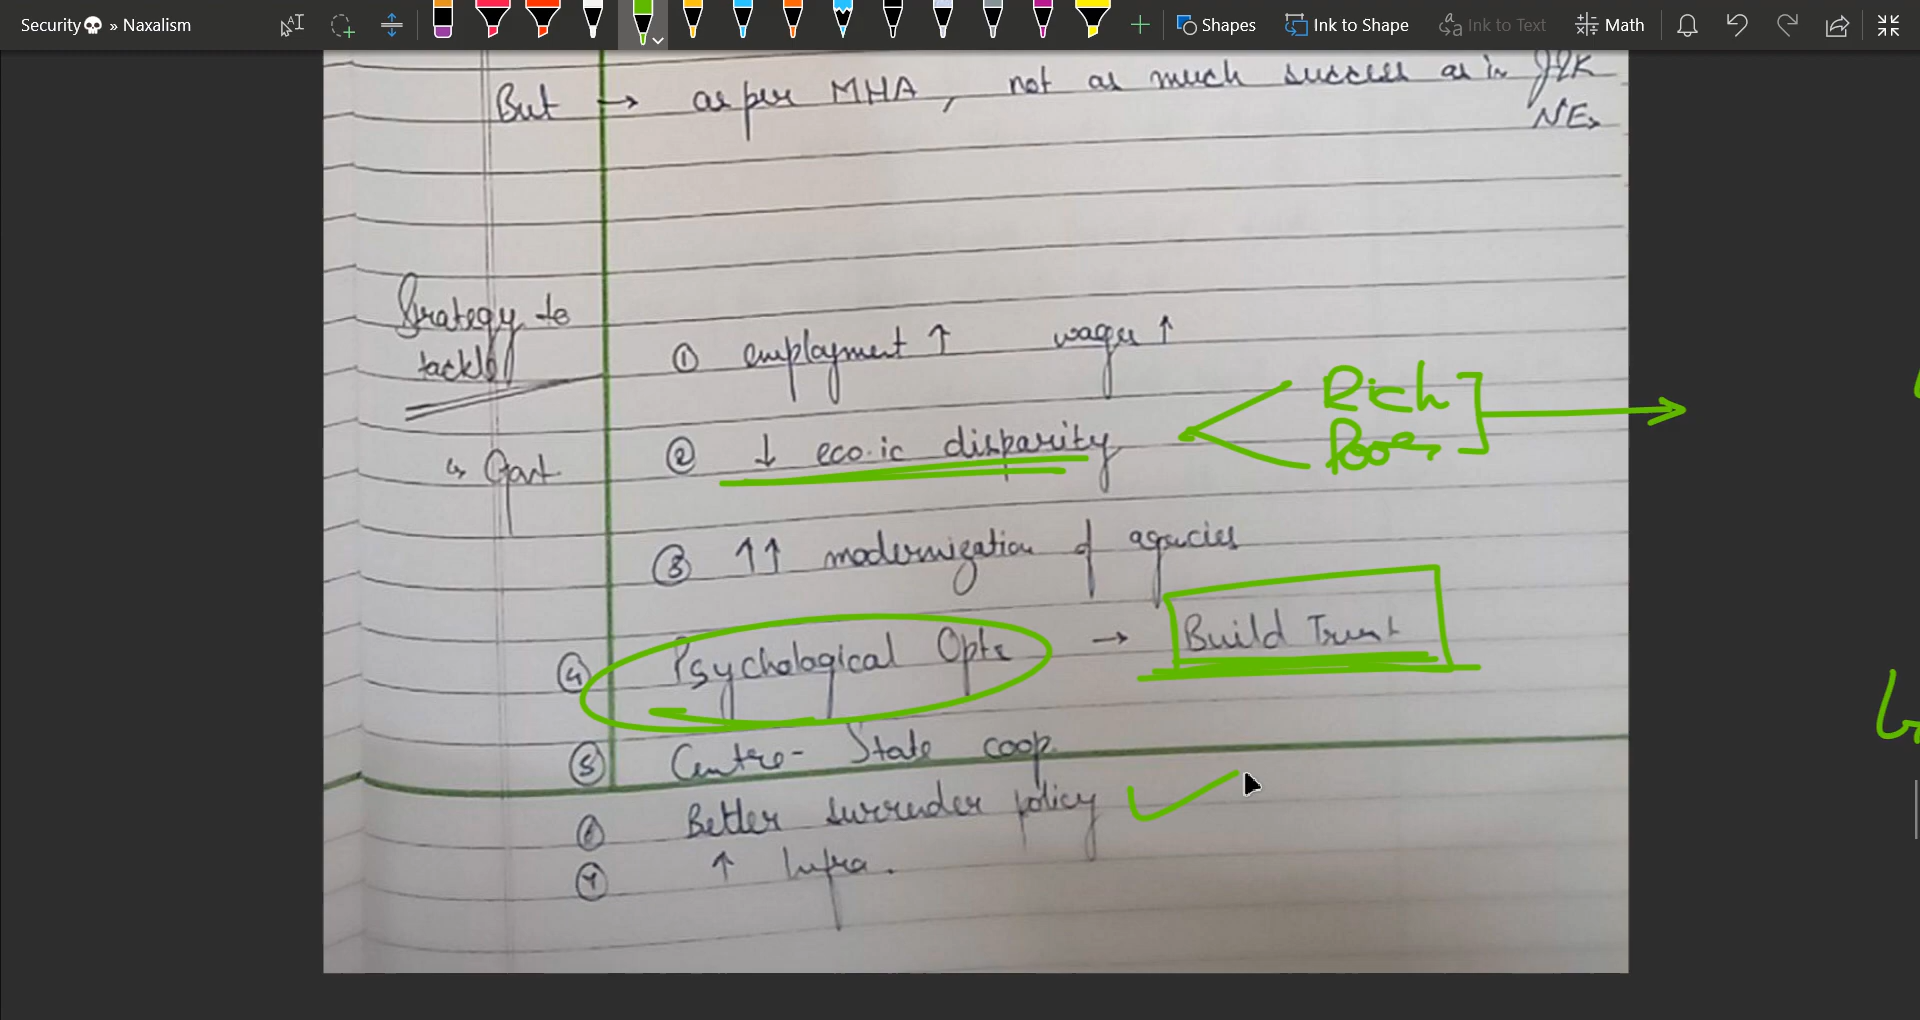 Security💀 » Naxalism
Shapes Ink to Shape Ink to Text Math
But → as per MHA, not as much success as in J&K
NE
Strategy to
tackle
① employment ↑ wages ↑
② ↓ eco.ic disparity
Rich
Poor
↳ Govt
③ ↑↑ modernization of agencies
④ Psychological Opts → Build Trust
⑤ Centre-State coop.
⑥ Better surrender policy
⑦ ↑ Infra.